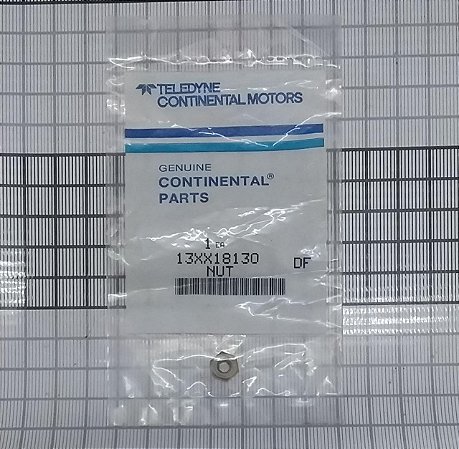 TELEDYNE
CONTINENTAL MOTORS
GENUINE
CONTINENTAL®
PARTS
1 EA
13XX18130 DF
NUT